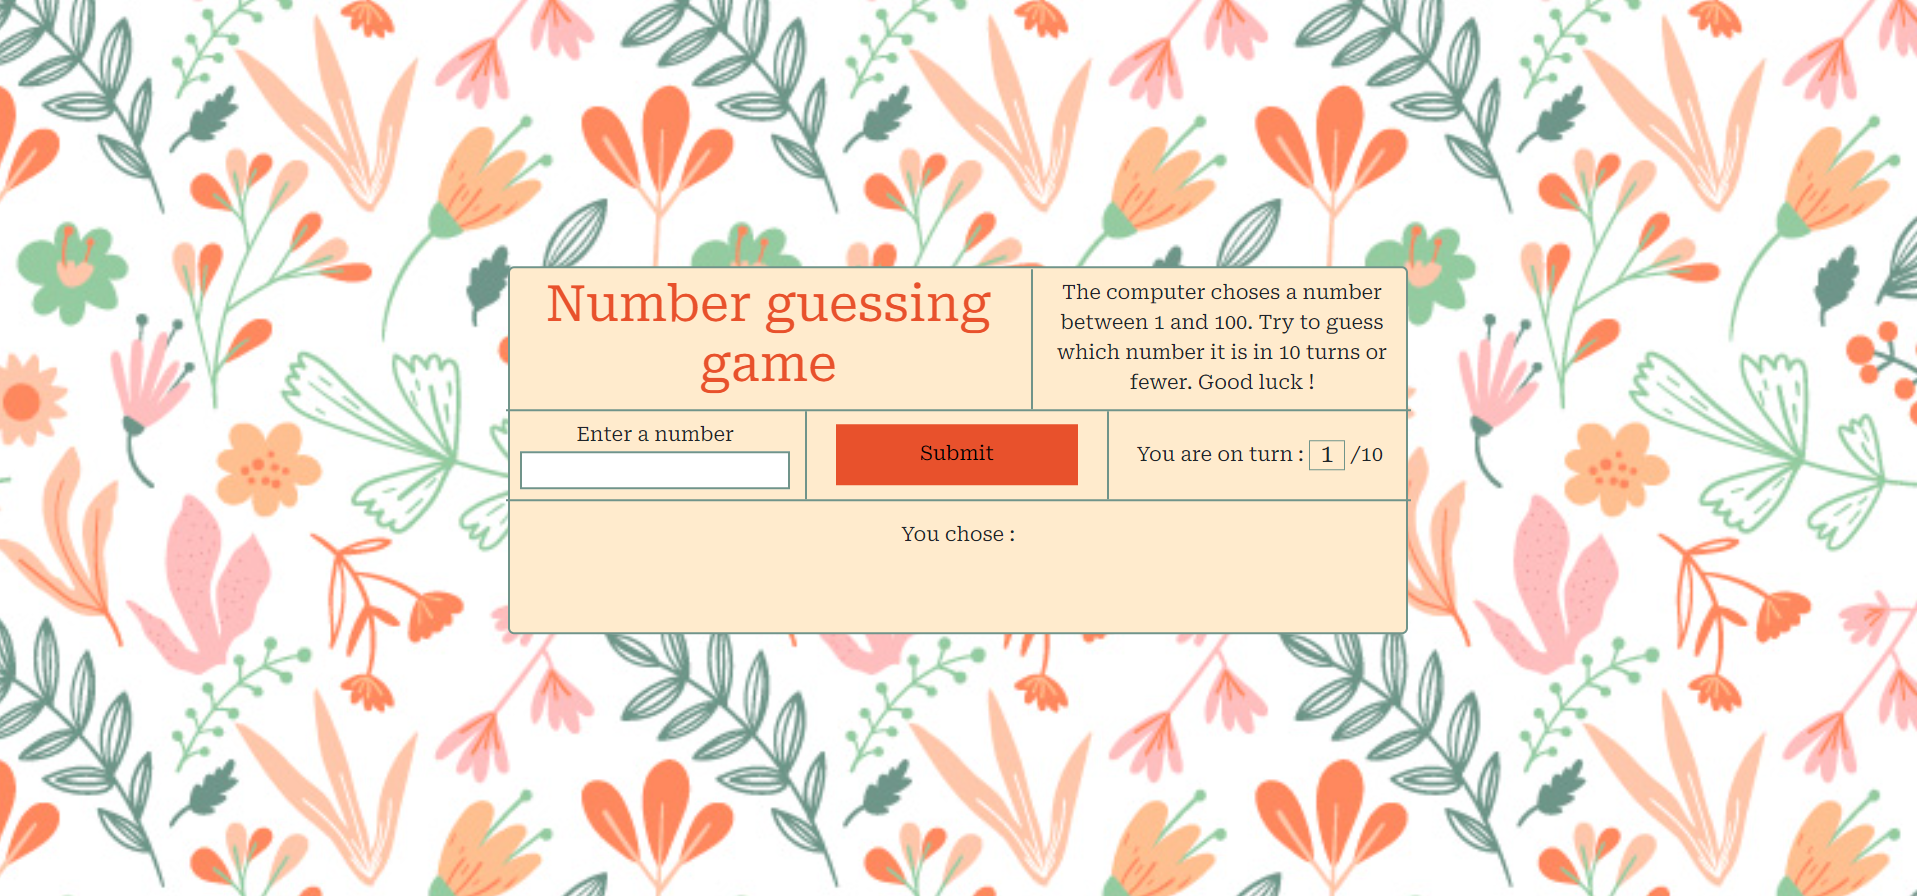 Number guessing
game
The computer choses a number
between 1 and 100. Try to guess
which number it is in 10 turns or
fewer. Good luck !
Enter a number
Submit
You are on turn : 1 /10
You chose :